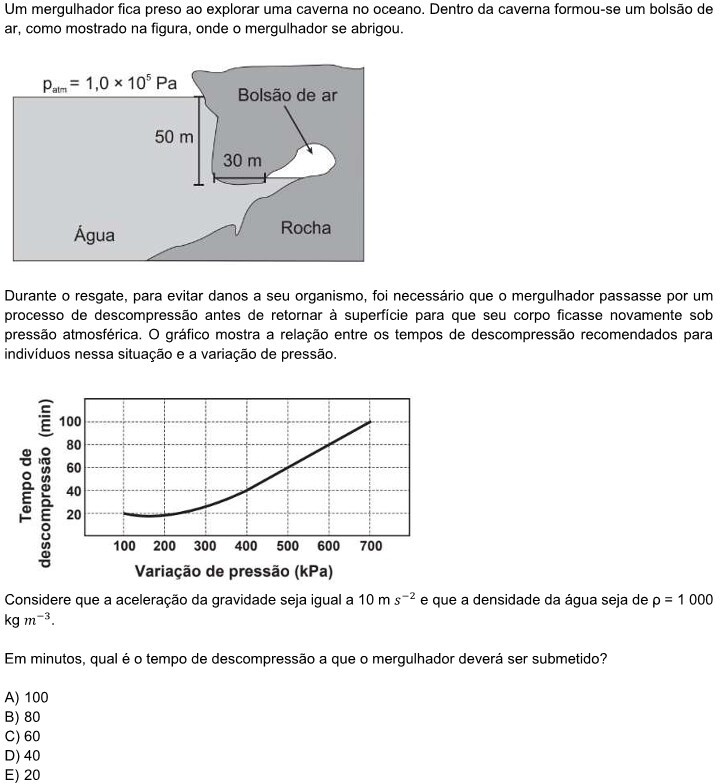 Um mergulhador fica preso ao explorar uma caverna no oceano. Dentro da caverna formou-se um bolsão de
ar, como mostrado na figura, onde o mergulhador se abrigou.
pₐₜₘ = 1,0 × 10⁵ Pa
Bolsão de ar
50 m
30 m
Água
Rocha
Durante o resgate, para evitar danos a seu organismo, foi necessário que o mergulhador passasse por um
processo de descompressão antes de retornar à superfície para que seu corpo ficasse novamente sob
pressão atmosférica. O gráfico mostra a relação entre os tempos de descompressão recomendados para
indivíduos nessa situação e a variação de pressão.
Tempo de
descompressão (min)
100
80
60
40
20
100 200 300 400 500 600 700
Variação de pressão (kPa)
Considere que a aceleração da gravidade seja igual a 10 m s⁻² e que a densidade da água seja de ρ = 1 000
kg m⁻³.
Em minutos, qual é o tempo de descompressão a que o mergulhador deverá ser submetido?
A) 100
B) 80
C) 60
D) 40
E) 20